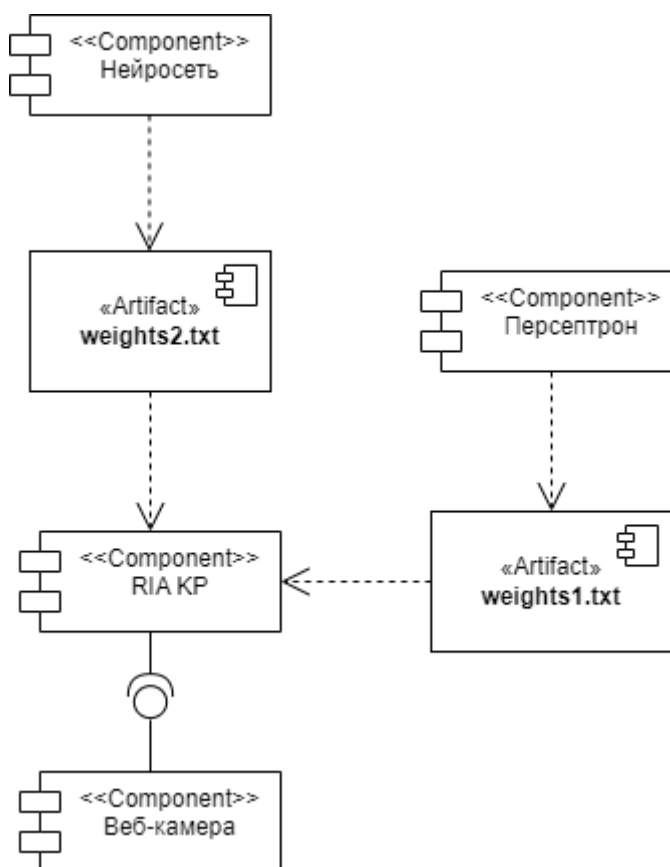 <<Component>>
Нейросеть
«Artifact»
weights2.txt
<<Component>>
Персептрон
<<Component>>
RIA KP
«Artifact»
weights1.txt
<<Component>>
Веб-камера